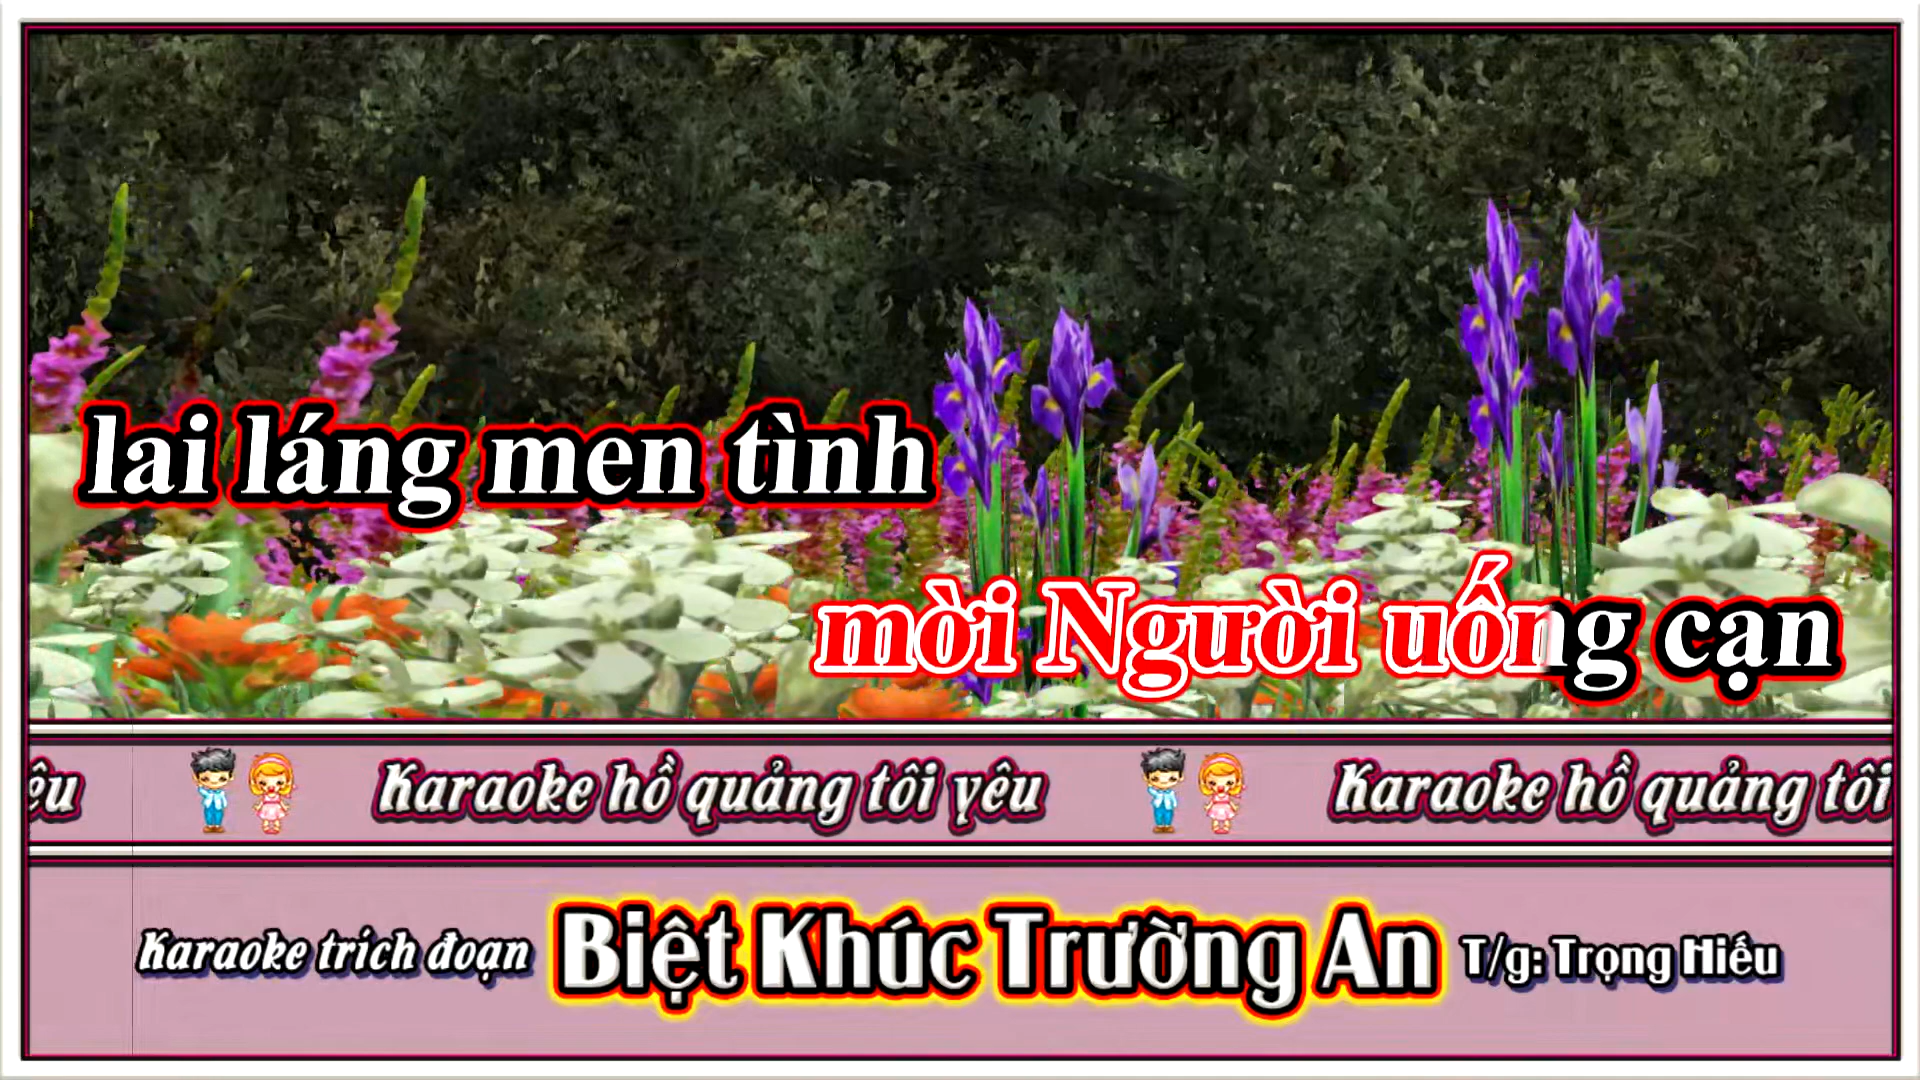 lai láng men tình
mời Người uống cạn
êu Karaoke hồ quảng tôi yêu Karaoke hồ quảng tôi
Karaoke trích đoạn Biệt Khúc Trường An T/g: Trọng Hiếu